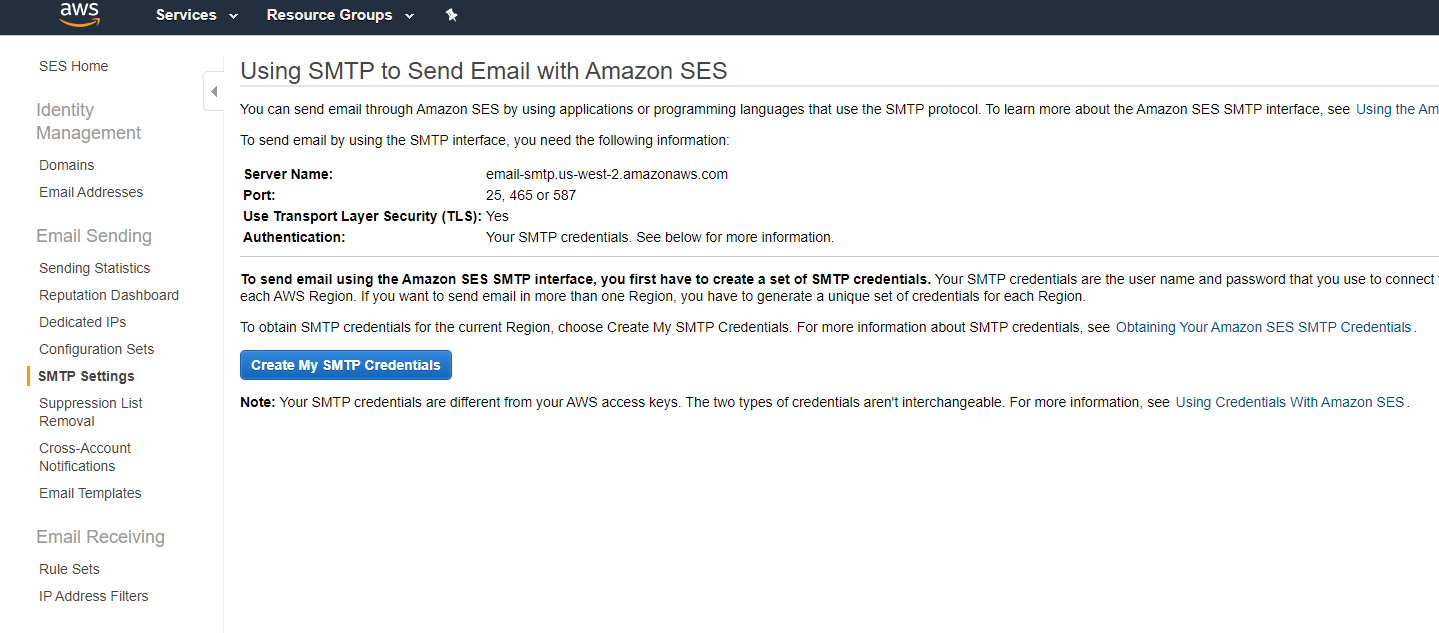 aws Services Resource Groups
SES Home
Identity
Management
Domains
Email Addresses
Email Sending
Sending Statistics
Reputation Dashboard
Dedicated IPs
Configuration Sets
SMTP Settings
Suppression List
Removal
Cross-Account
Notifications
Email Templates
Email Receiving
Rule Sets
IP Address Filters
Using SMTP to Send Email with Amazon SES
You can send email through Amazon SES by using applications or programming languages that use the SMTP protocol. To learn more about the Amazon SES SMTP interface, see Using the Am
To send email by using the SMTP interface, you need the following information:
Server Name: email-smtp.us-west-2.amazonaws.com
Port: 25, 465 or 587
Use Transport Layer Security (TLS): Yes
Authentication: Your SMTP credentials. See below for more information.
To send email using the Amazon SES SMTP interface, you first have to create a set of SMTP credentials. Your SMTP credentials are the user name and password that you use to connect
each AWS Region. If you want to send email in more than one Region, you have to generate a unique set of credentials for each Region.
To obtain SMTP credentials for the current Region, choose Create My SMTP Credentials. For more information about SMTP credentials, see Obtaining Your Amazon SES SMTP Credentials.
Create My SMTP Credentials
Note: Your SMTP credentials are different from your AWS access keys. The two types of credentials aren't interchangeable. For more information, see Using Credentials With Amazon SES.